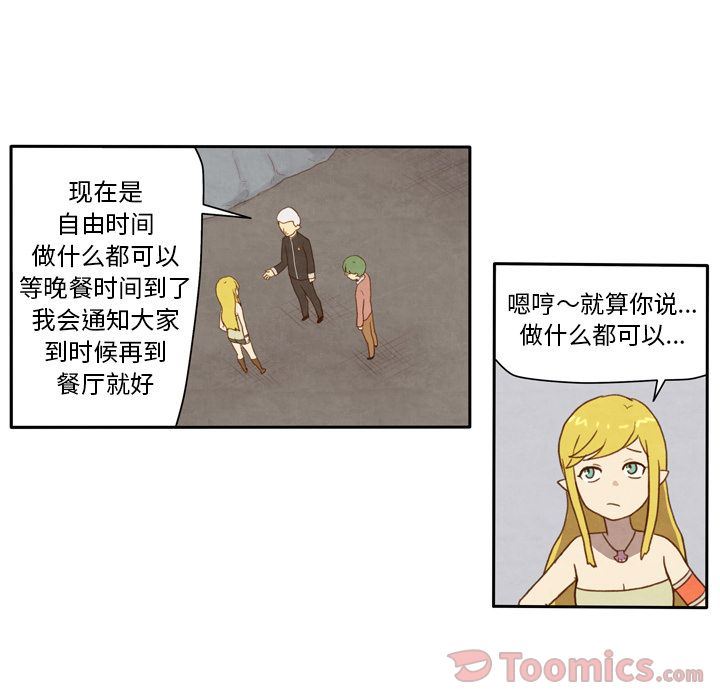 现在是
自由时间
做什么都可以
等晚餐时间到了
我会通知大家
到时候再到
餐厅就好
嗯哼～就算你说...
做什么都可以...
Toomics.com